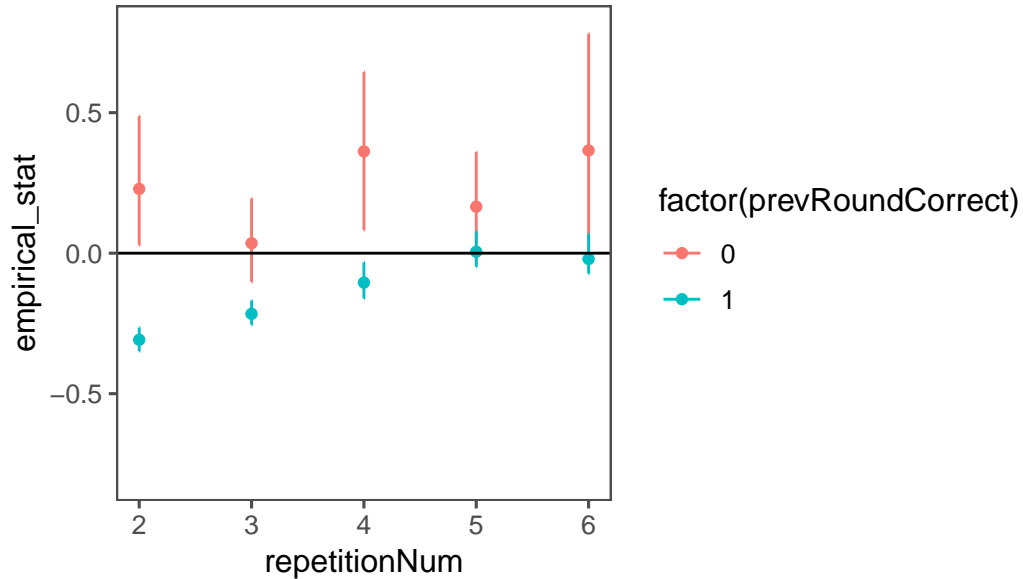 empirical_stat
0.5
0.0
−0.5
2 3 4 5 6
repetitionNum
factor(prevRoundCorrect)
0
1